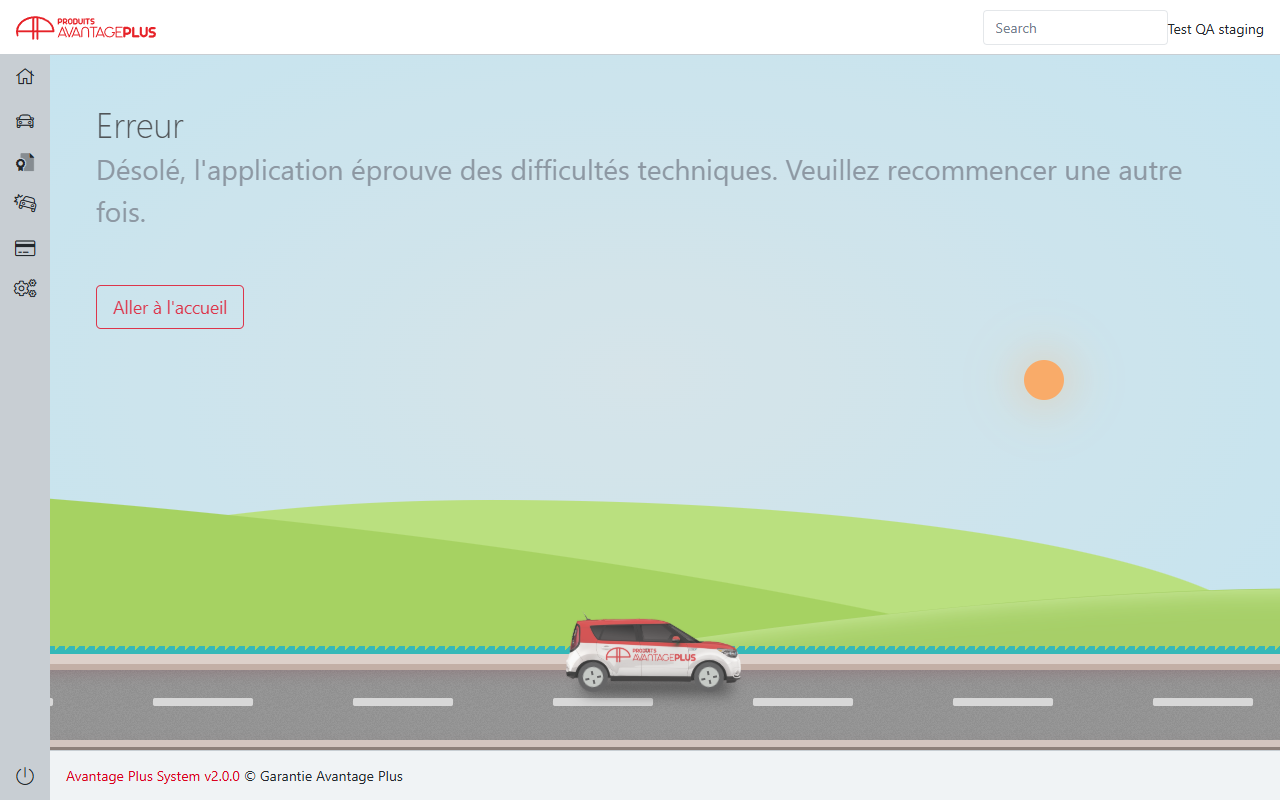 PRODUITS
AVANTAGEPLUS
Search
Test QA staging
Erreur
Désolé, l'application éprouve des difficultés techniques. Veuillez recommencer une autre
fois.
Aller à l'accueil
PRODUITS
AVANTAGEPLUS
Avantage Plus System v2.0.0 © Garantie Avantage Plus